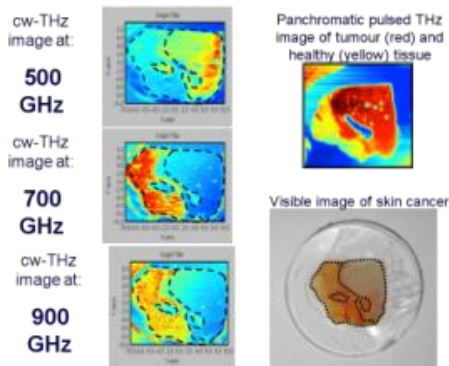 cw-THz
image at:
500
GHz
cw-THz
image at:
700
GHz
cw-THz
image at:
900
GHz
Panchromatic pulsed THz
image of tumour (red) and
healthy (yellow) tissue
Visible image of skin cancer